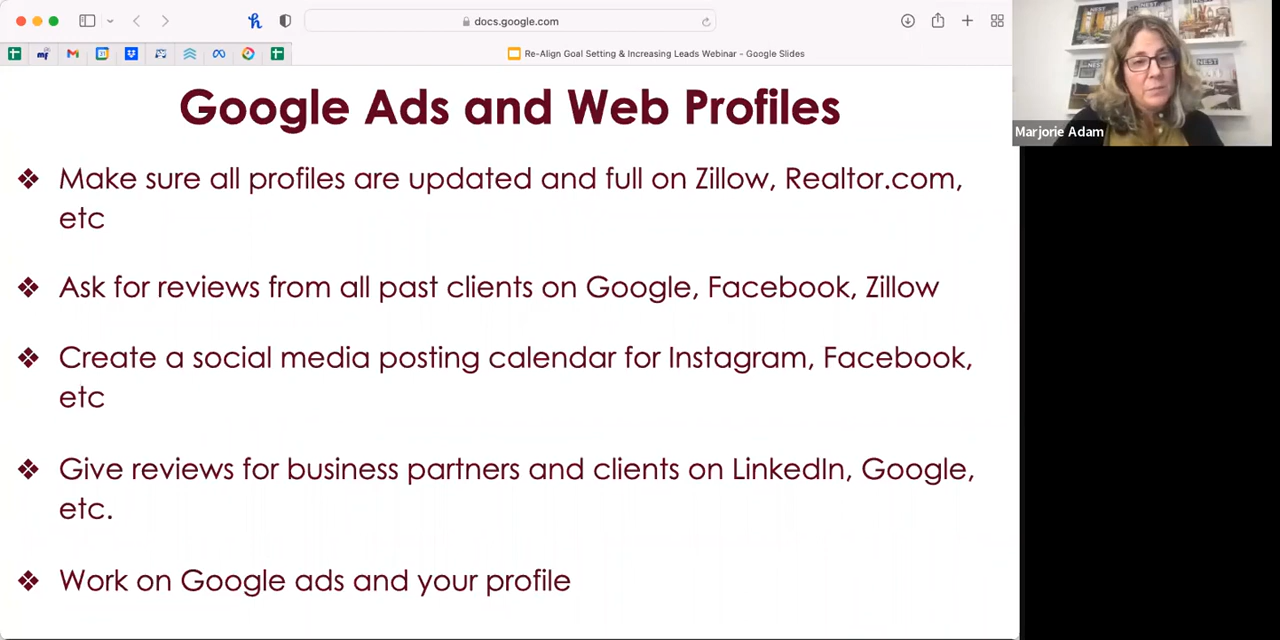 docs.google.com
Re-Align Goal Setting & Increasing Leads Webinar - Google Slides
Google Ads and Web Profiles
❖ Make sure all profiles are updated and full on Zillow, Realtor.com,
etc
❖ Ask for reviews from all past clients on Google, Facebook, Zillow
❖ Create a social media posting calendar for Instagram, Facebook,
etc
❖ Give reviews for business partners and clients on LinkedIn, Google,
etc.
❖ Work on Google ads and your profile
NEST
NEST
Marjorie Adam